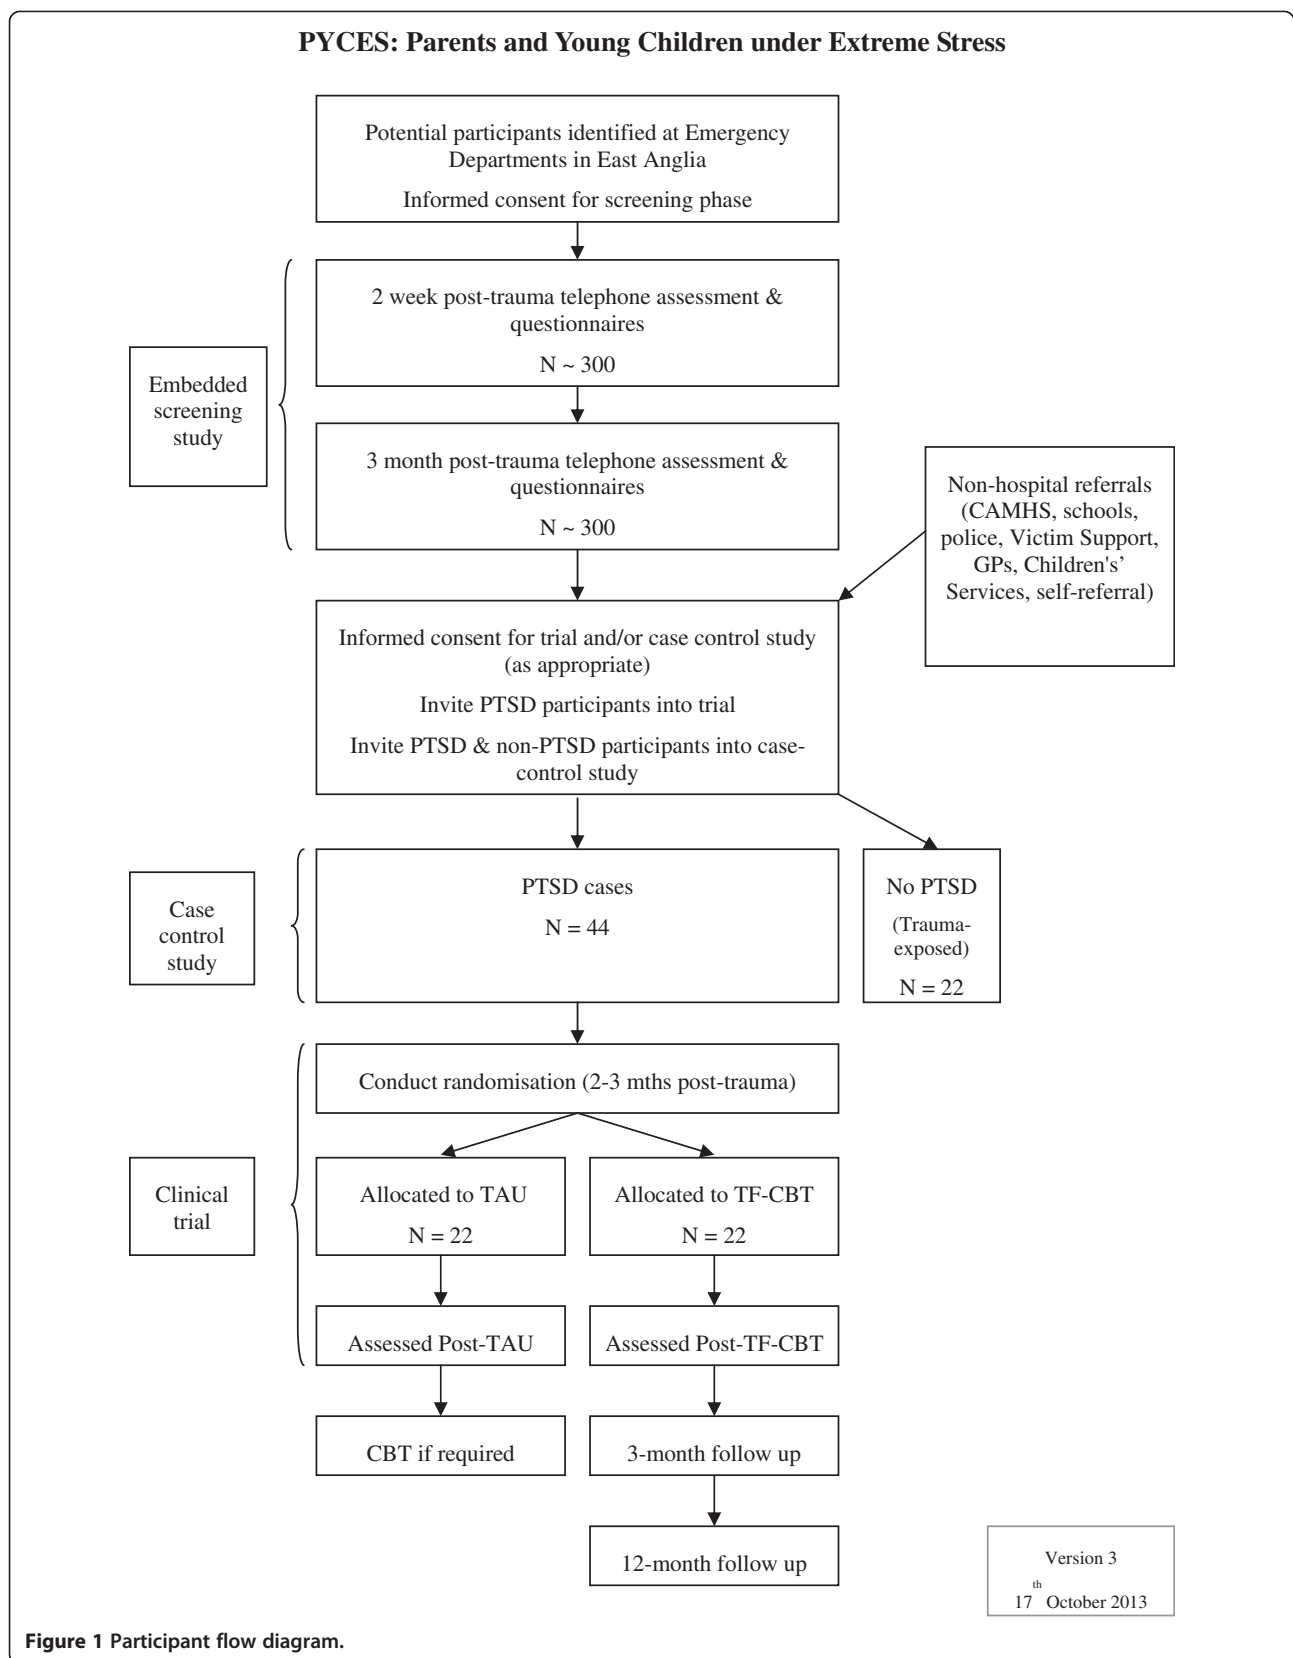 PYCES: Parents and Young Children under Extreme Stress
Potential participants identified at Emergency
Departments in East Anglia
Informed consent for screening phase
2 week post-trauma telephone assessment &
questionnaires
N ~ 300
Embedded
screening
study
3 month post-trauma telephone assessment &
questionnaires
N ~ 300
Non-hospital referrals
(CAMHS, schools,
police, Victim Support,
GPs, Children's’
Services, self-referral)
Informed consent for trial and/or case control study
(as appropriate)
Invite PTSD participants into trial
Invite PTSD & non-PTSD participants into case-
control study
Case
control
study
PTSD cases
N = 44
No PTSD
(Trauma-
exposed)
N = 22
Conduct randomisation (2-3 mths post-trauma)
Clinical
trial
Allocated to TAU
N = 22
Allocated to TF-CBT
N = 22
Assessed Post-TAU
Assessed Post-TF-CBT
CBT if required
3-month follow up
12-month follow up
Version 3
17th October 2013
Figure 1 Participant flow diagram.